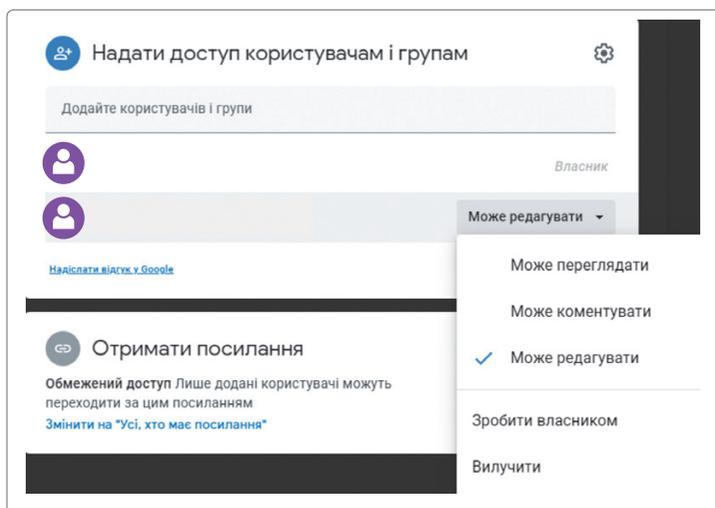 Надати доступ користувачам і групам
Додайте користувачів і групи
Власник
Може редагувати
Надіслати відгук у Google
Може переглядати
Може коментувати
Може редагувати
Зробити власником
Вилучити
Отримати посилання
Обмежений доступ Лише додані користувачі можуть
переходити за цим посиланням
Змінити на "Усі, хто має посилання"